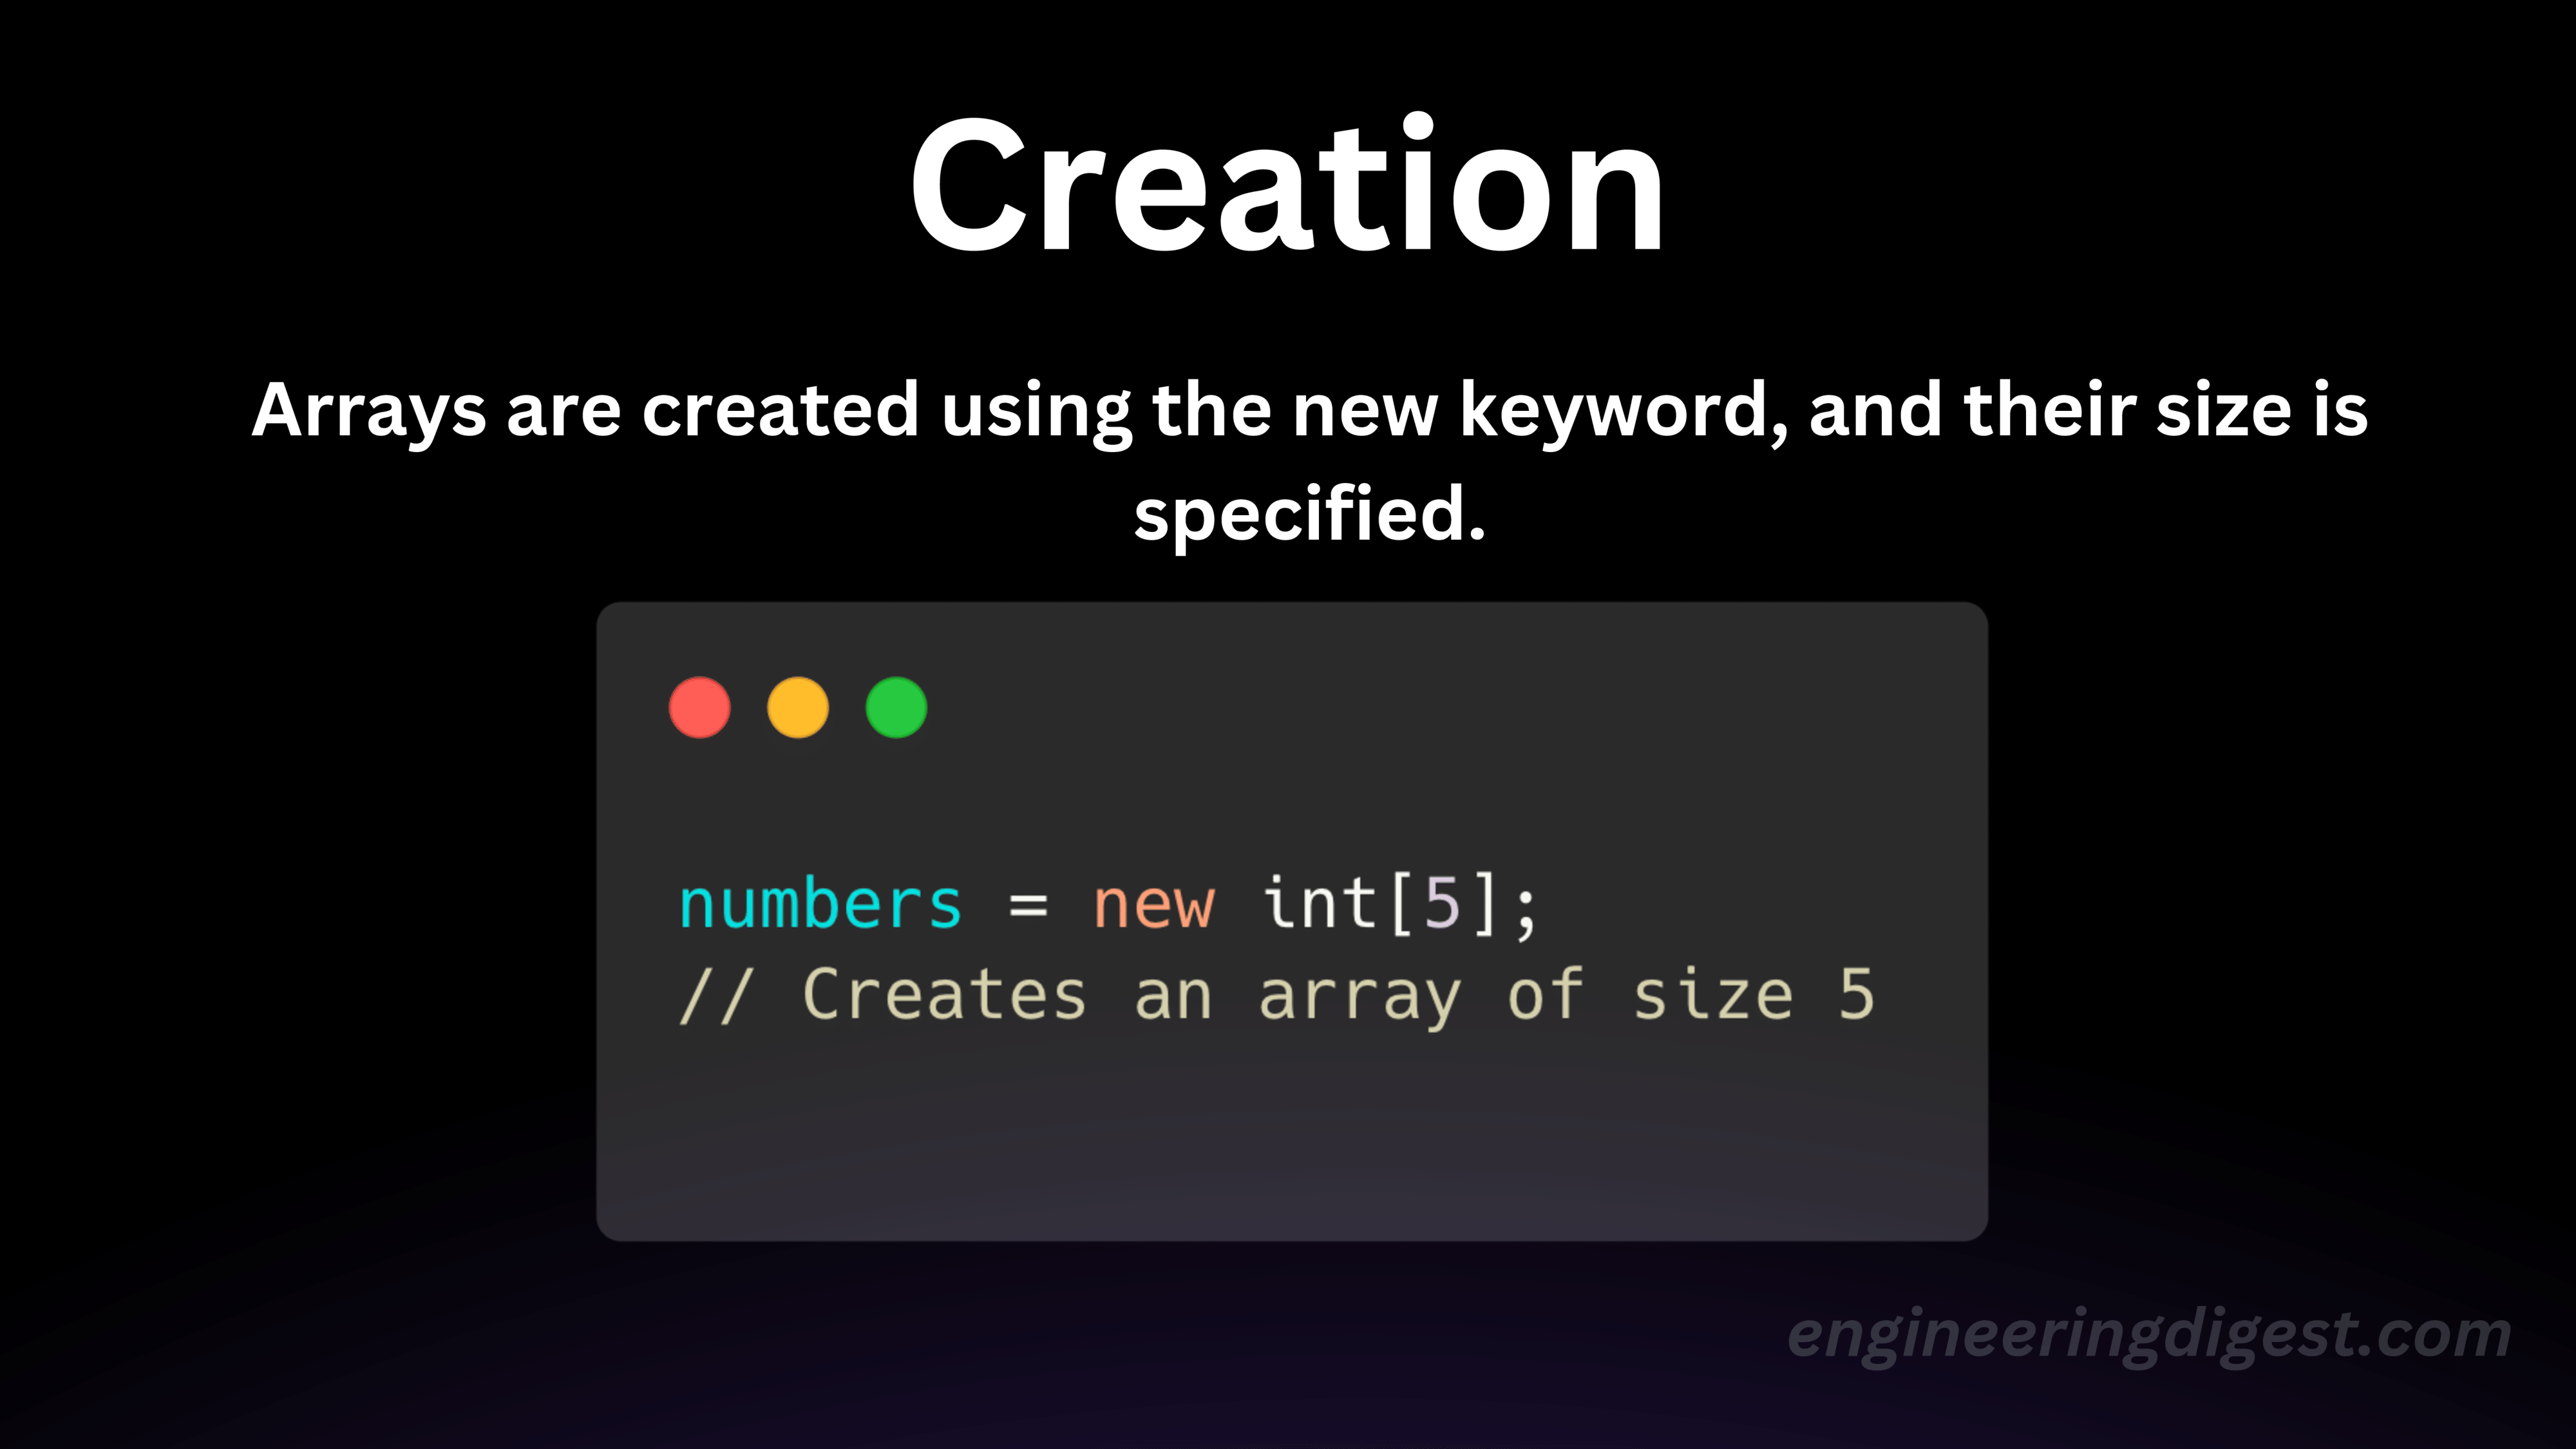 Creation
Arrays are created using the new keyword, and their size is
specified.
numbers = new int[5];
// Creates an array of size 5
engineeringdigest.com